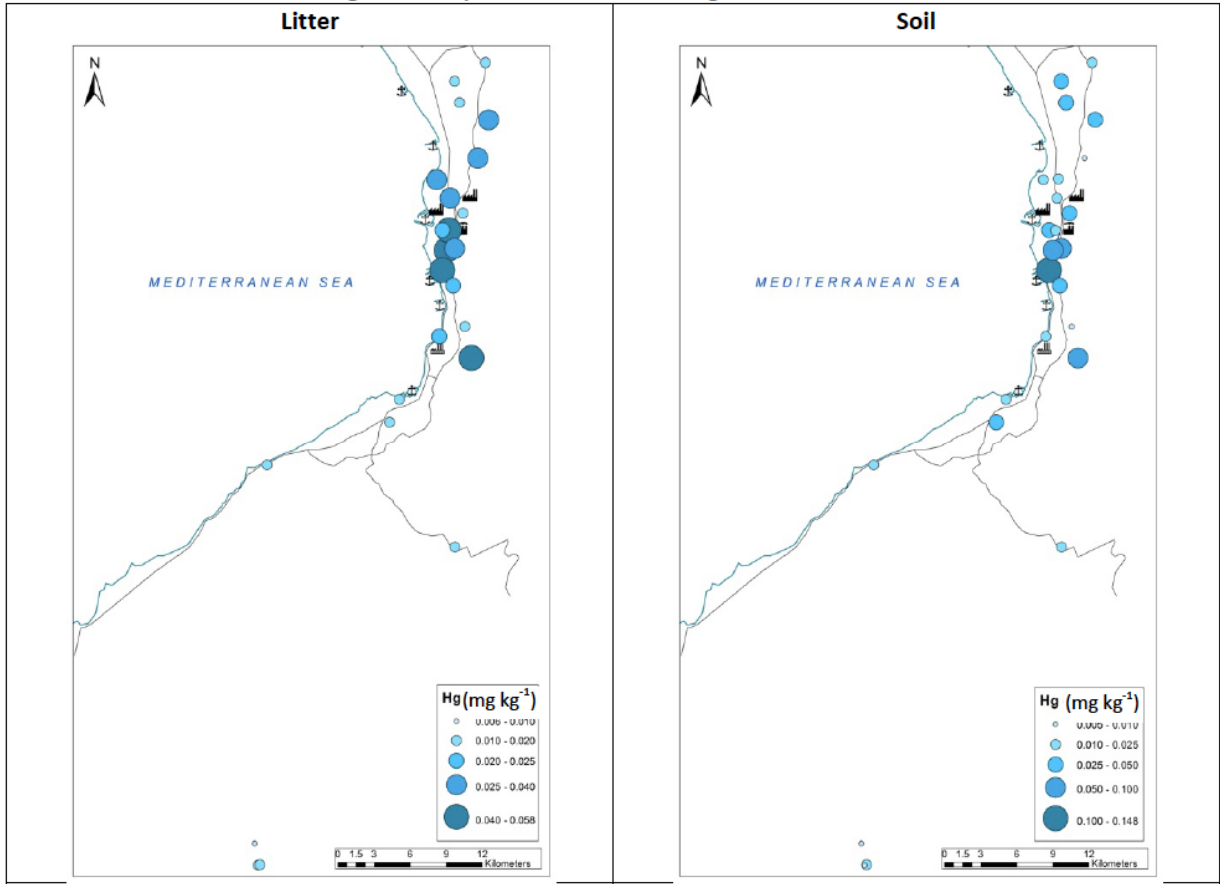 Litter
N
MEDITERRANEAN SEA
Hg (mg kg⁻¹)
0.006 - 0.010
0.010 - 0.020
0.020 - 0.025
0.025 - 0.040
0.040 - 0.058
0 1.5 3 6 9 12
Kilometers
Soil
N
MEDITERRANEAN SEA
Hg (mg kg⁻¹)
0.005 - 0.010
0.010 - 0.025
0.025 - 0.050
0.050 - 0.100
0.100 - 0.148
0 1.5 3 6 9 12
Kilometers